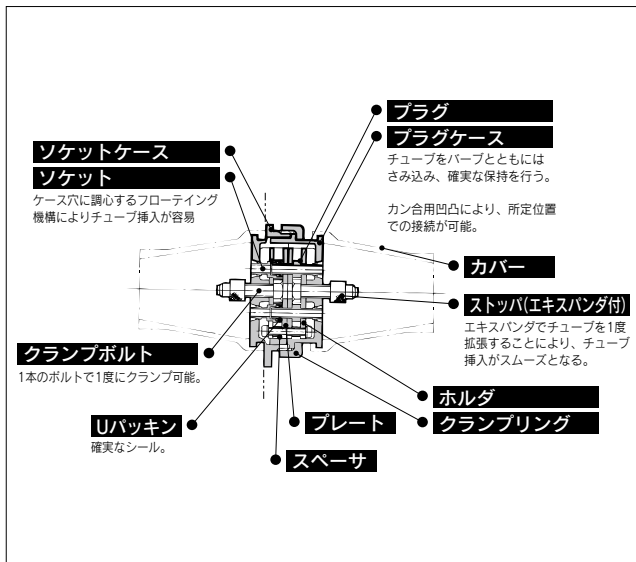 ソケットケース
ソケット
ケース穴に調心するフローテイング
機構によりチューブ挿入が容易
プラグ
プラグケース
チューブをバーブとともには
さみ込み、確実な保持を行う。
カン合用凹凸により、所定位置
での接続が可能。
カバー
ストッパ(エキスパンダ付)
エキスパンダでチューブを1度
拡張することにより、チューブ
挿入がスムーズとなる。
クランプボルト
1本のボルトで1度にクランプ可能。
Uパッキン
確実なシール。
スペーサ
プレート
ホルダ
クランプリング